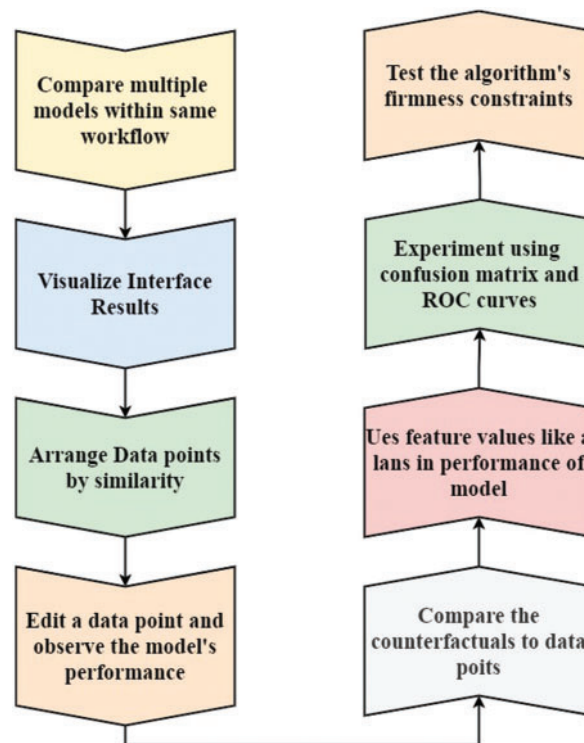 Compare multiple
models within same
workflow
Visualize Interface
Results
Arrange Data points
by similarity
Edit a data point and
observe the model's
performance
Compare the
counterfactuals to data
poits
Ues feature values like a
lans in performance of
model
Experiment using
confusion matrix and
ROC curves
Test the algorithm's
firmness constraints